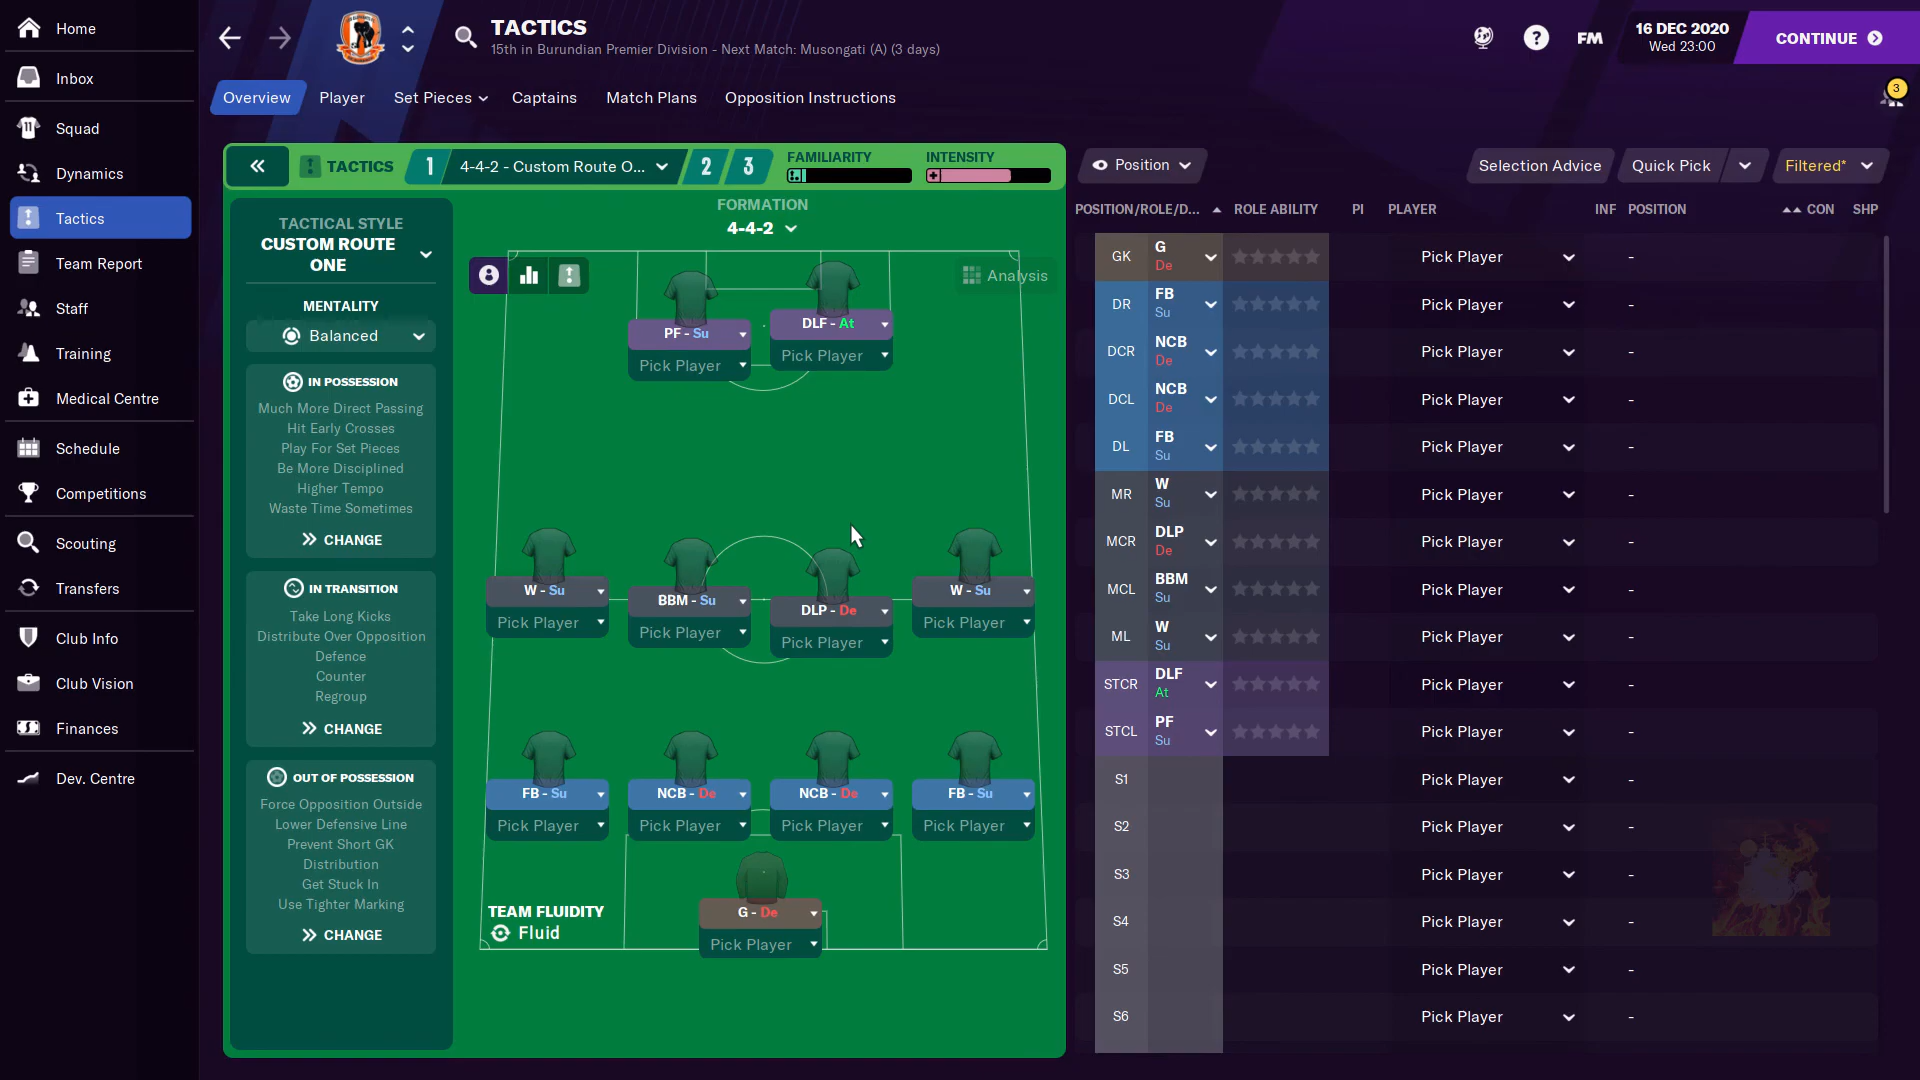 Home
Inbox
Squad
Dynamics
Tactics
Team Report
Staff
Training
Medical Centre
Schedule
Competitions
Scouting
Transfers
Club Info
Club Vision
Finances
Dev. Centre
TACTICS
15th in Burundian Premier Division - Next Match: Musongati (A) (3 days)
FM
16 DEC 2020
Wed 23:00
CONTINUE
3
Overview
Player
Set Pieces
Captains
Match Plans
Opposition Instructions
TACTICS
1
4-4-2 - Custom Route O...
2
3
FAMILIARITY
INTENSITY
TACTICAL STYLE
CUSTOM ROUTE
ONE
MENTALITY
Balanced
IN POSSESSION
Much More Direct Passing
Hit Early Crosses
Play For Set Pieces
Be More Disciplined
Higher Tempo
Waste Time Sometimes
CHANGE
IN TRANSITION
Take Long Kicks
Distribute Over Opposition
Defence
Counter
Regroup
CHANGE
OUT OF POSSESSION
Force Opposition Outside
Lower Defensive Line
Prevent Short GK
Distribution
Get Stuck In
Use Tighter Marking
CHANGE
FORMATION
4-4-2
Analysis
PF - Su
Pick Player
DLF - At
Pick Player
W - Su
Pick Player
BBM - Su
Pick Player
DLP - De
Pick Player
W - Su
Pick Player
FB - Su
Pick Player
NCB - De
Pick Player
NCB - De
Pick Player
FB - Su
Pick Player
G - De
Pick Player
TEAM FLUIDITY
Fluid
Position
Selection Advice
Quick Pick
Filtered*
POSITION/ROLE/D... ROLE ABILITY PI PLAYER INF POSITION CON SHP
GK G De Pick Player -
DR FB Su Pick Player -
DCR NCB De Pick Player -
DCL NCB De Pick Player -
DL FB Su Pick Player -
MR W Su Pick Player -
MCR DLP De Pick Player -
MCL BBM Su Pick Player -
ML W Su Pick Player -
STCR DLF At Pick Player -
STCL PF Su Pick Player -
S1 Pick Player -
S2 Pick Player -
S3 Pick Player -
S4 Pick Player -
S5 Pick Player -
S6 Pick Player -